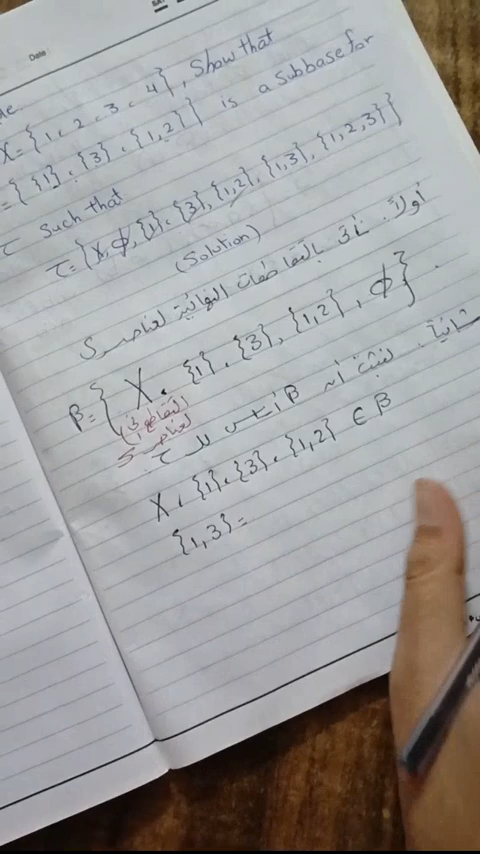 Date
X={1، 2، 3، 4}, Show that
={{1}، {3}، {1,2}} is a subbase for
τ such that
τ={X, φ, {1}، {3}, {1,2}, {1,3}, {1,2,3}}
(Solution)
أولاً: بالتقاطعات النهائية لعناصر S
β={X، {1}، {3}, {1,2}, φ}.
لعناصر S
ثانياً: نثبت أن β أساس لـ τ.
X، {1}، {3}، {1,2} ∈ β
{1,3}=